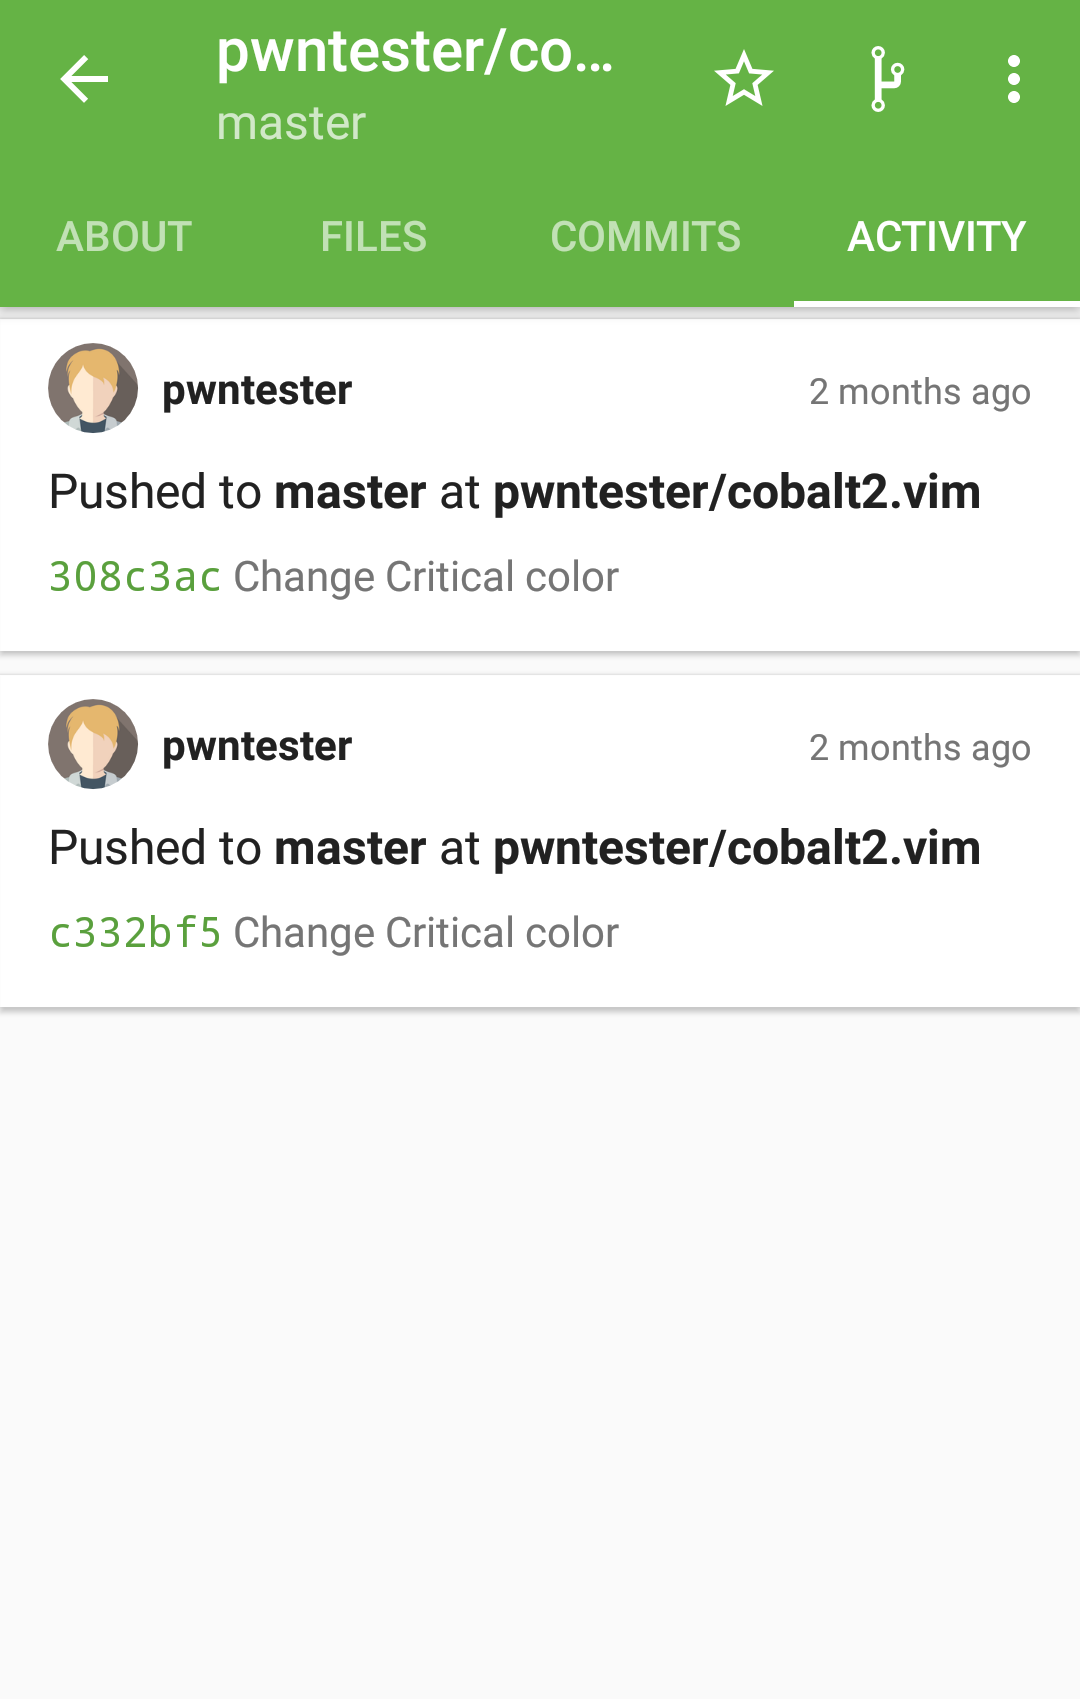 pwntester/co...
master
ABOUT FILES COMMITS ACTIVITY
pwntester 2 months ago
Pushed to master at pwntester/cobalt2.vim
308c3ac Change Critical color
pwntester 2 months ago
Pushed to master at pwntester/cobalt2.vim
c332bf5 Change Critical color